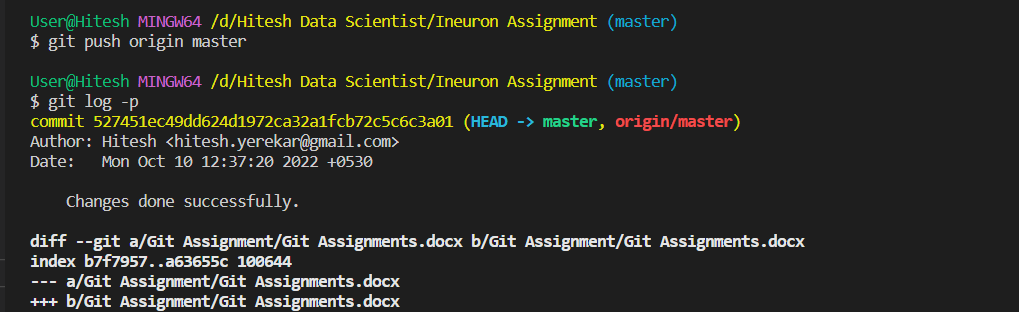 User@Hitesh MINGW64 /d/Hitesh Data Scientist/Ineuron Assignment (master)
$ git push origin master
User@Hitesh MINGW64 /d/Hitesh Data Scientist/Ineuron Assignment (master)
$ git log -p
commit 527451ec49dd624d1972ca32a1fcb72c5c6c3a01 (HEAD -> master, origin/master)
Author: Hitesh <hitesh.yerekar@gmail.com>
Date:   Mon Oct 10 12:37:20 2022 +0530
    Changes done successfully.
diff --git a/Git Assignment/Git Assignments.docx b/Git Assignment/Git Assignments.docx
index b7f7957..a63655c 100644
--- a/Git Assignment/Git Assignments.docx
+++ b/Git Assignment/Git Assignments.docx